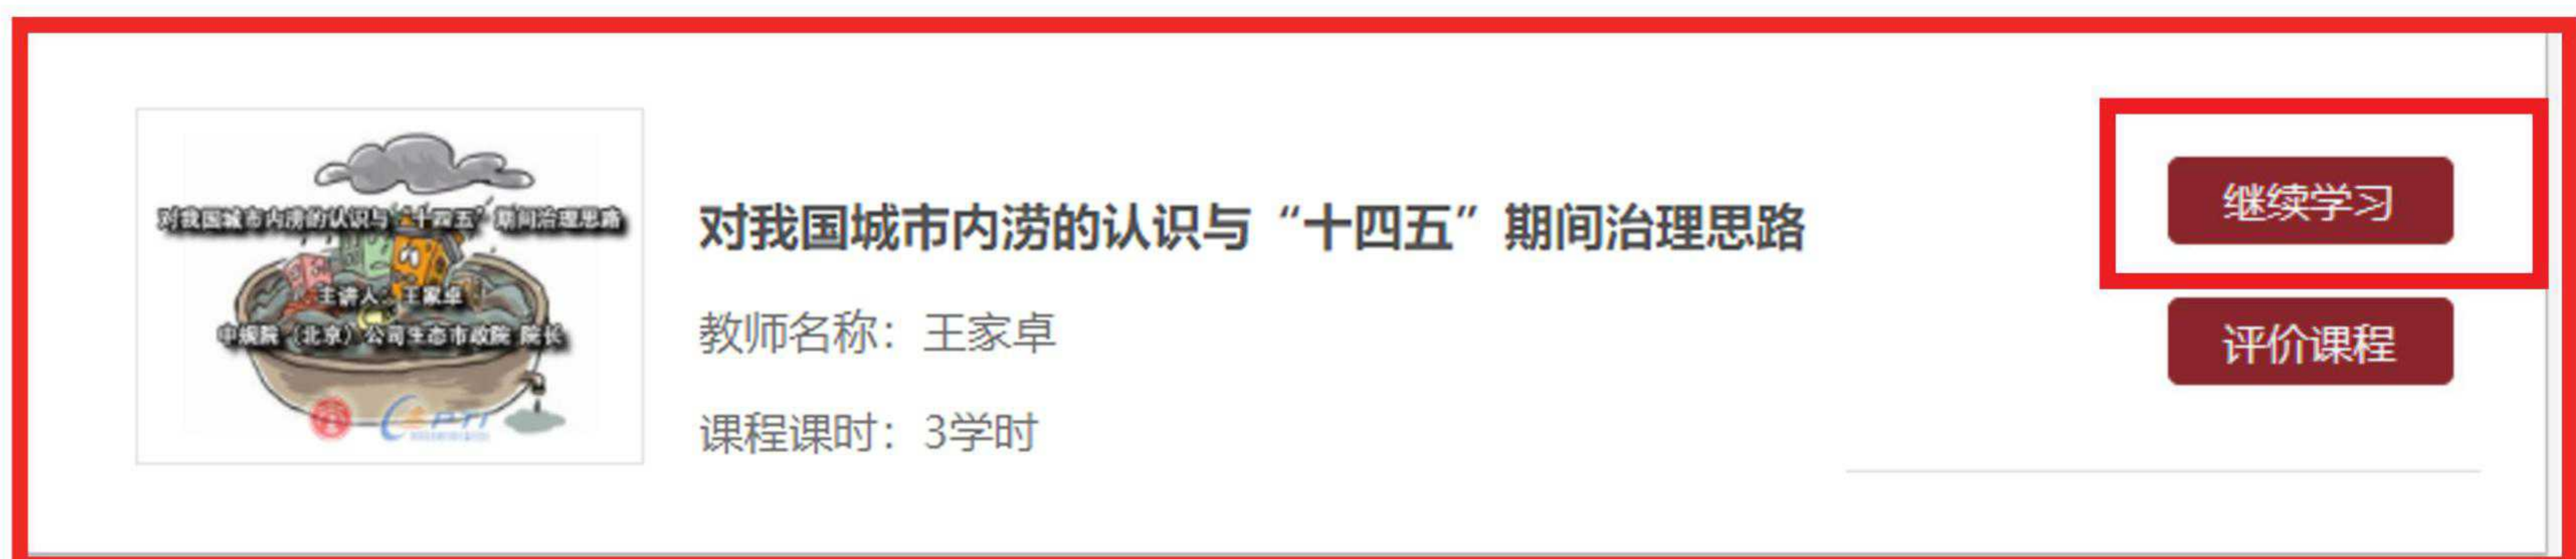 对我国城市内涝的认识与“十四五”期间治理思路
主讲人：王家卓
中规院（北京）公司生态市政院 院长
对我国城市内涝的认识与“十四五”期间治理思路
教师名称：王家卓
课程课时：3学时
继续学习
评价课程